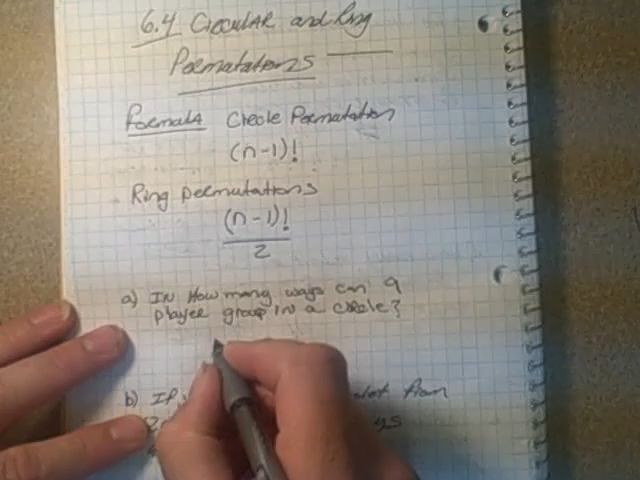 6.4 Circular and Ring
Permutations
Formula Circle Permutation
(n-1)!
Ring permutations
(n-1)!
2
a) In How many ways can 9
player group in a circle?
b) If